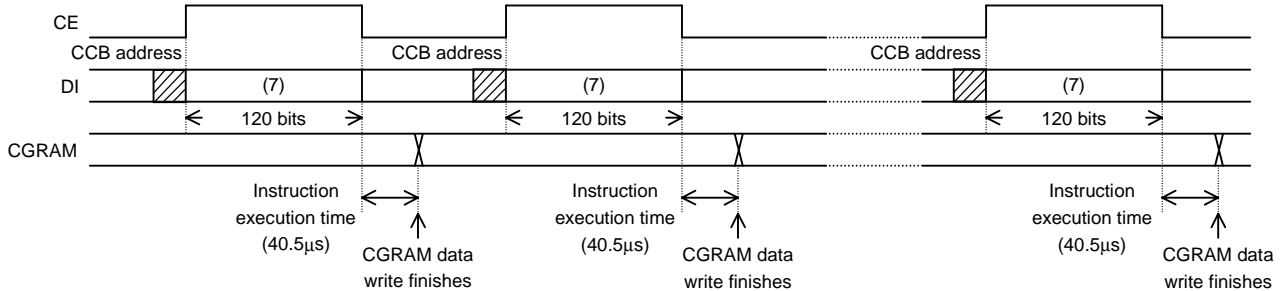 CE
CCB address CCB address CCB address
DI (7) (7) (7)
120 bits 120 bits 120 bits
CGRAM
Instruction Instruction Instruction
execution time execution time execution time
(40.5μs) (40.5μs) (40.5μs)
CGRAM data CGRAM data CGRAM data
write finishes write finishes write finishes